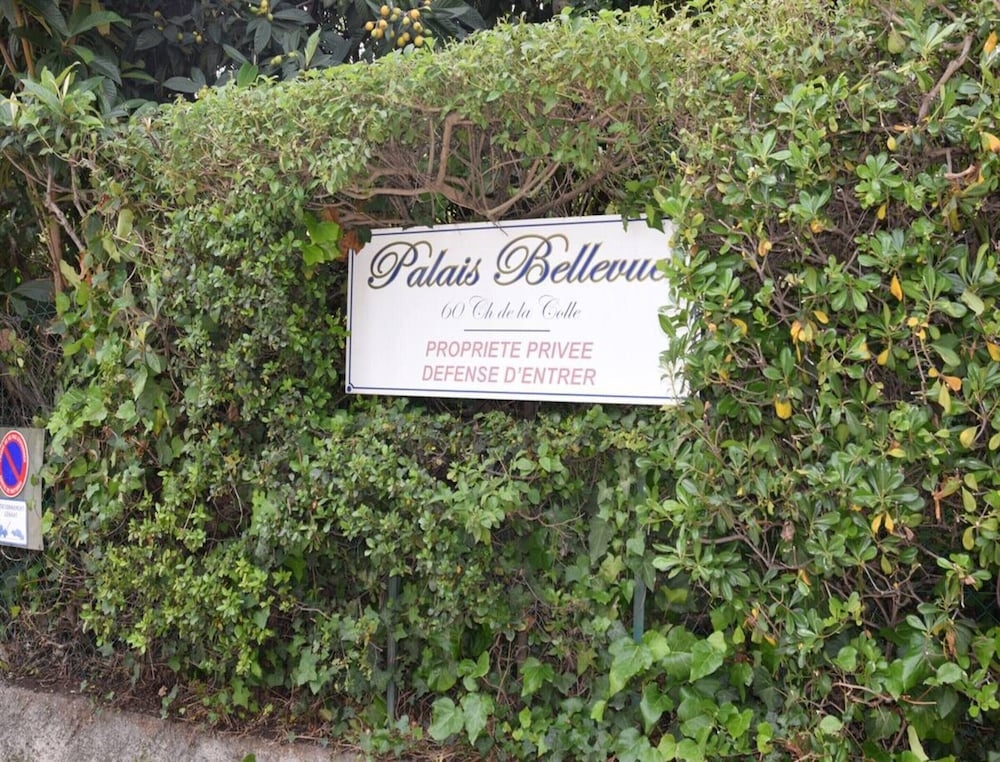 Palais Bellevue
60 Ch de la Colle
PROPRIETE PRIVEE
DEFENSE D'ENTRER